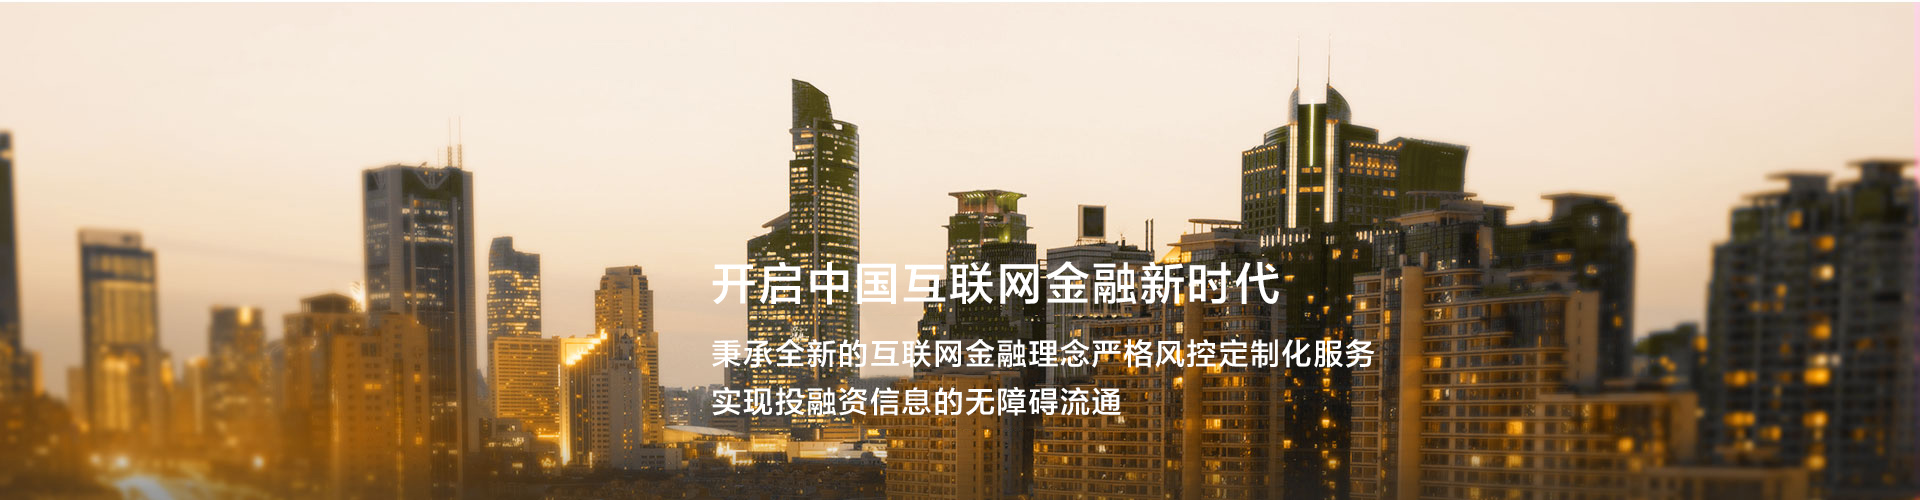 开启中国互联网金融新时代
秉承全新的互联网金融理念严格风控定制化服务
实现投融资信息的无障碍流通